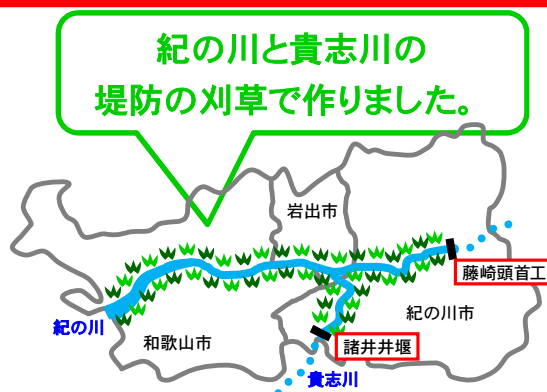 紀の川と貴志川の
堤防の刈草で作りました。
岩出市
藤崎頭首工
紀の川
和歌山市
紀の川市
諸井井堰
貴志川